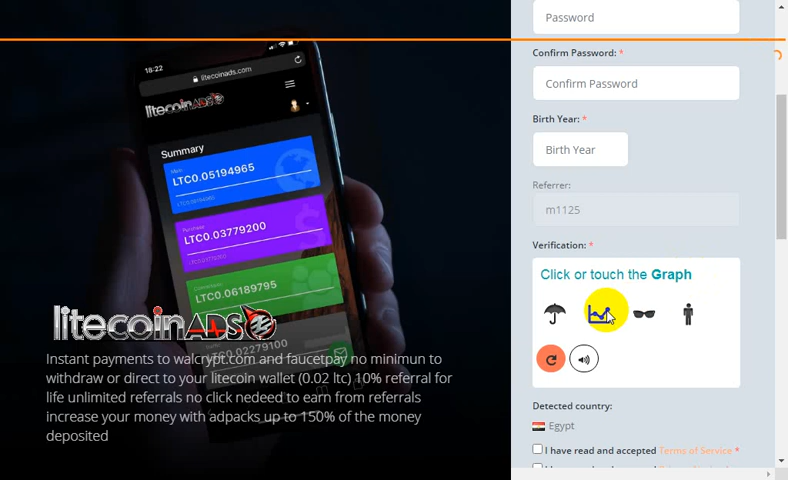 18-22
litecoinads.com
litecoinADS
Summary
LTC0.05194965
Purchase
LTC0.03779200
LTC0.06189795
LTC0.02279100
litecoinADS
Instant payments to walcrypt.com and faucetpay no minimun to
withdraw or direct to your litecoin wallet (0.02 ltc) 10% referral for
life unlimited referrals no click nedeed to earn from referrals
increase your money with adpacks up to 150% of the money
deposited
Password
Confirm Password: *
Confirm Password
Birth Year: *
Birth Year
Referrer:
m1125
Verification: *
Click or touch the Graph
Detected country:
Egypt
I have read and accepted Terms of Service *